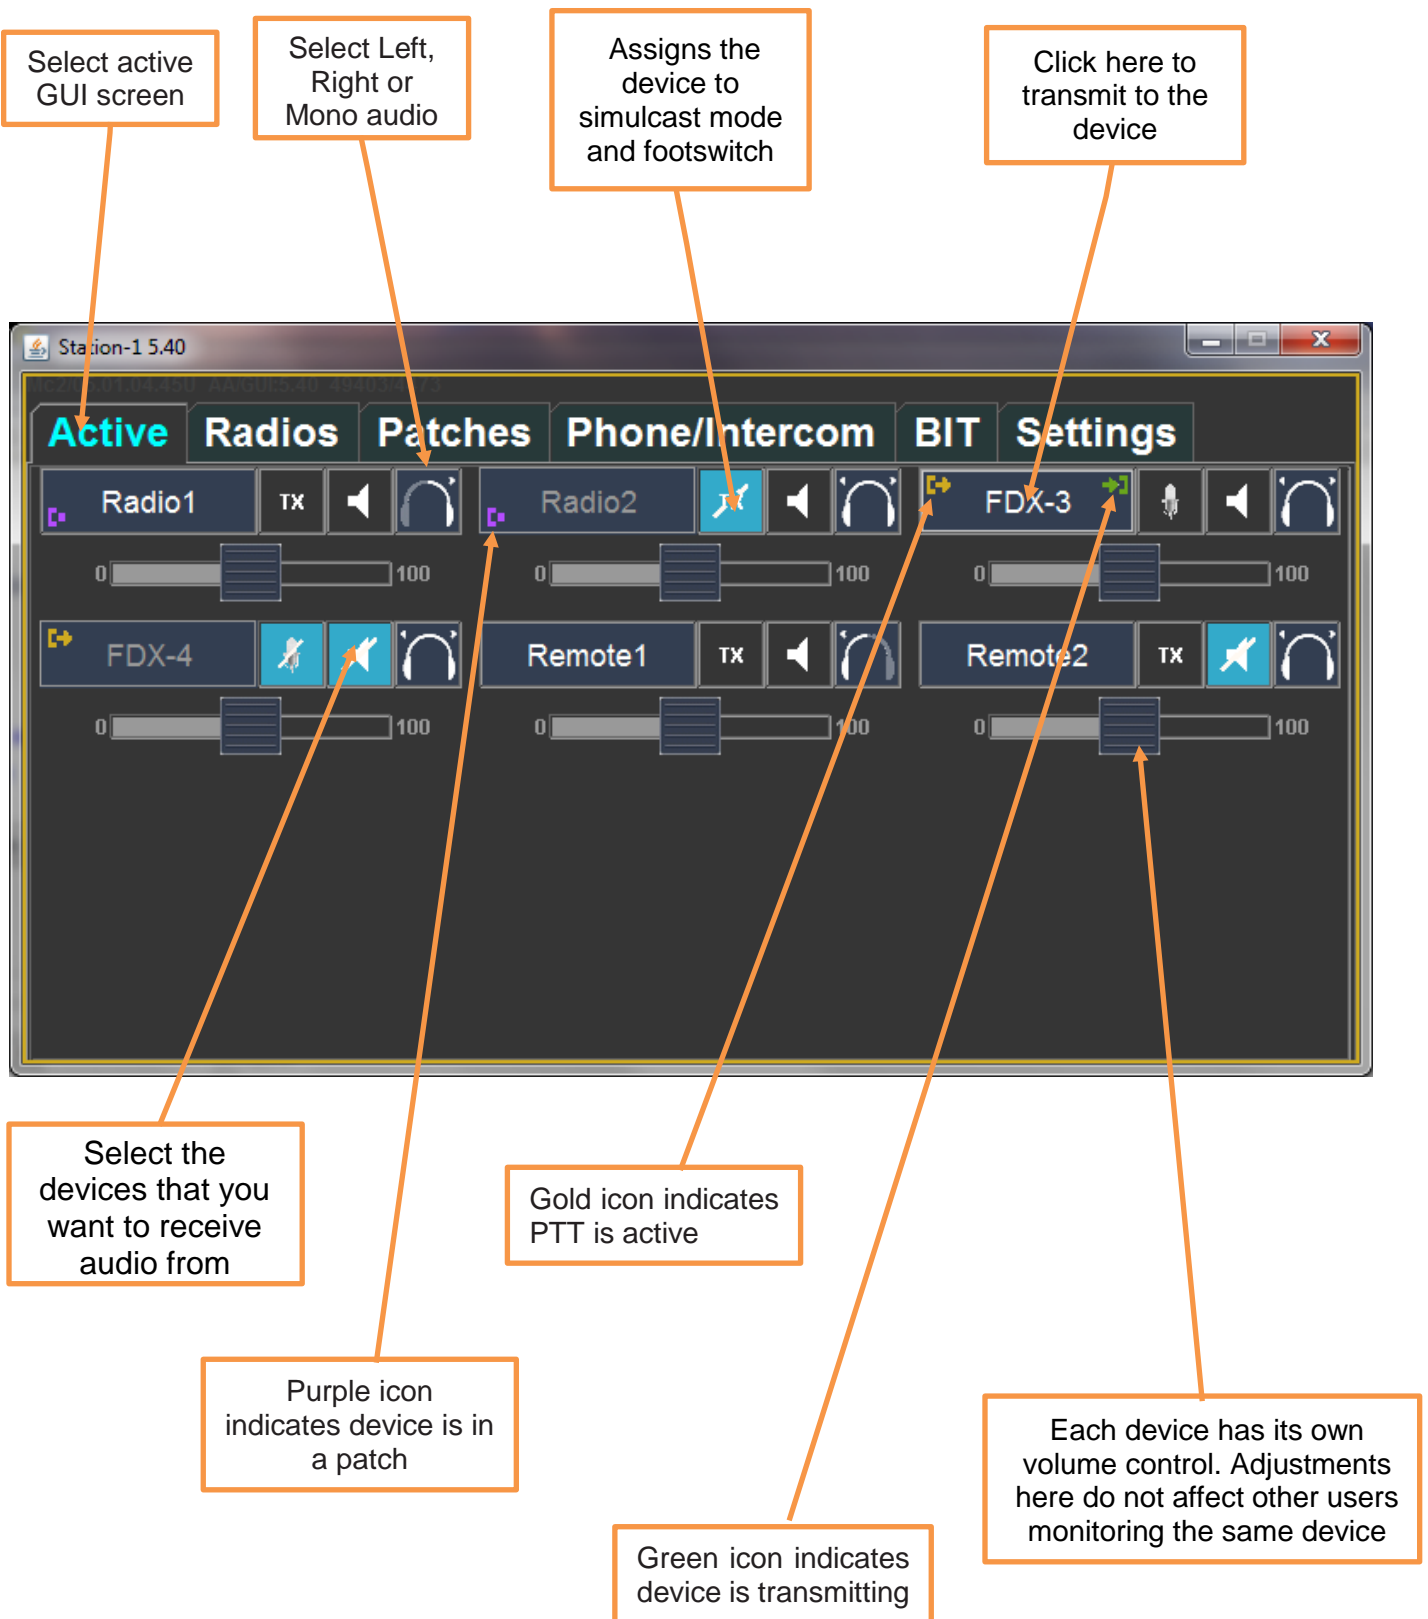 Select active
GUI screen
Select Left,
Right or
Mono audio
Assigns the
device to
simulcast mode
and footswitch
Click here to
transmit to the
device
Station-1 5.40
AA/GUI:5.40
Active Radios Patches Phone/Intercom BIT Settings
Radio1 TX Radio2 TX FDX-3
0 100 0 100 0 100
FDX-4 Remote1 TX Remote2 TX
0 100 0 100 0 100
Select the
devices that you
want to receive
audio from
Gold icon indicates
PTT is active
Purple icon
indicates device is in
a patch
Each device has its own
volume control. Adjustments
here do not affect other users
monitoring the same device
Green icon indicates
device is transmitting